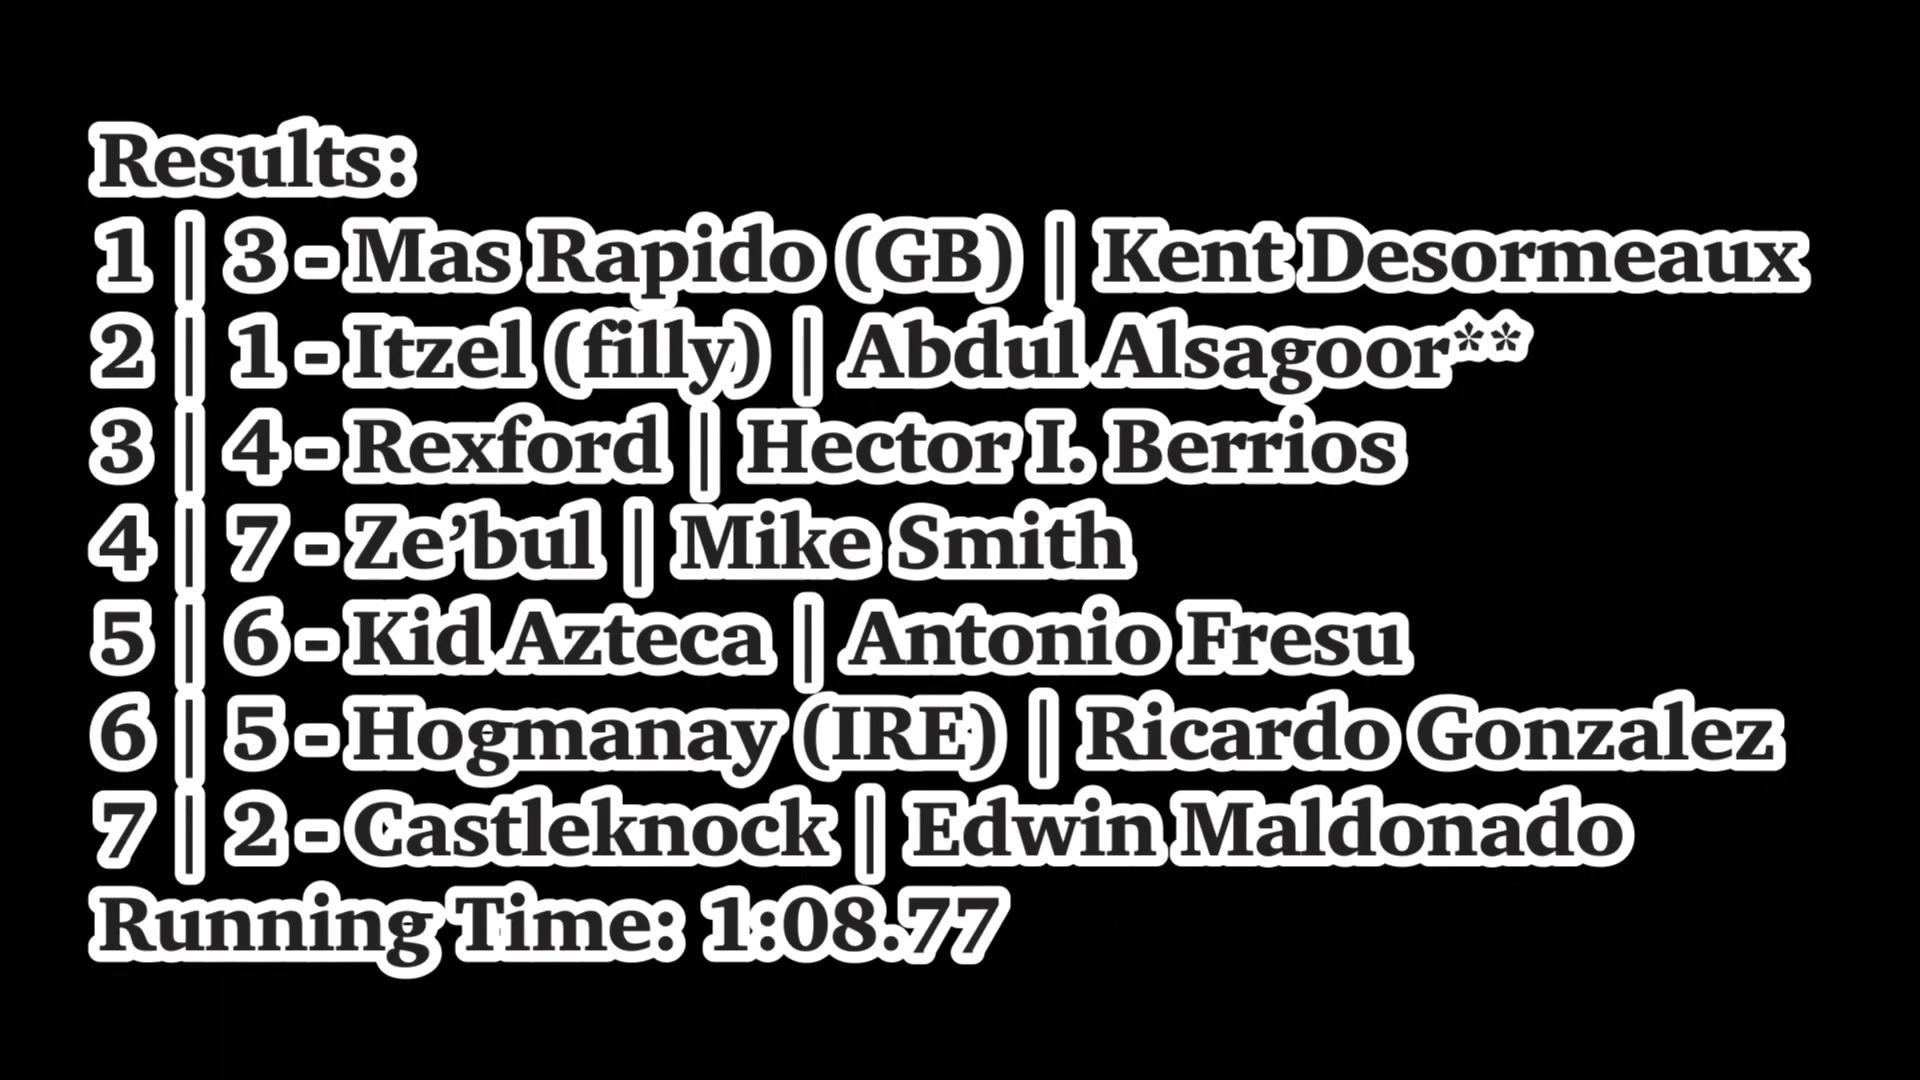 Results:
1 | 3 - Mas Rapido (GB) | Kent Desormeaux
2 | 1 - Itzel (filly) | Abdul Alsagoor**
3 | 4 - Rexford | Hector I. Berrios
4 | 7 - Ze’bul | Mike Smith
5 | 6 - Kid Azteca | Antonio Fresu
6 | 5 - Hogmanay (IRE) | Ricardo Gonzalez
7 | 2 - Castleknock | Edwin Maldonado
Running Time: 1:08.77